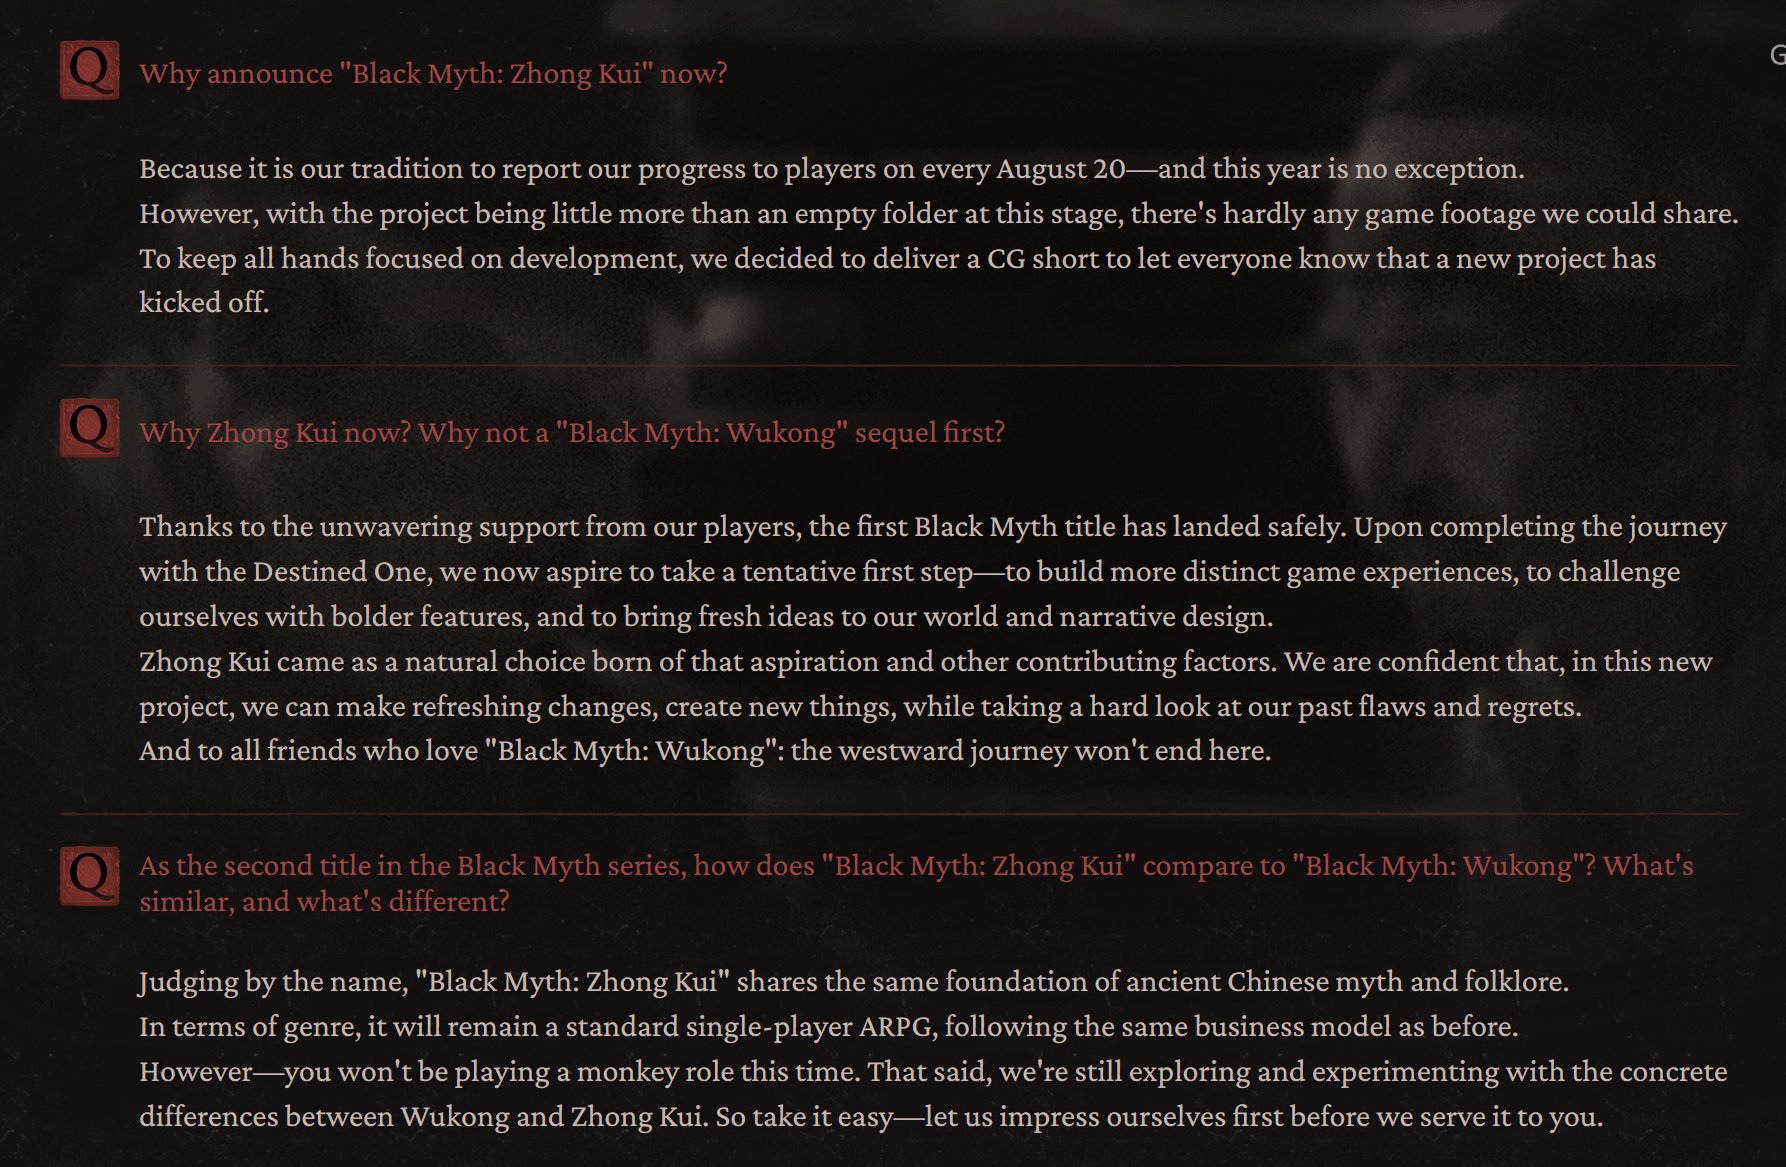 Q
Why announce "Black Myth: Zhong Kui" now?
G
Because it is our tradition to report our progress to players on every August 20—and this year is no exception.
However, with the project being little more than an empty folder at this stage, there's hardly any game footage we could share.
To keep all hands focused on development, we decided to deliver a CG short to let everyone know that a new project has
kicked off.
Q
Why Zhong Kui now? Why not a "Black Myth: Wukong" sequel first?
Thanks to the unwavering support from our players, the first Black Myth title has landed safely. Upon completing the journey
with the Destined One, we now aspire to take a tentative first step—to build more distinct game experiences, to challenge
ourselves with bolder features, and to bring fresh ideas to our world and narrative design.
Zhong Kui came as a natural choice born of that aspiration and other contributing factors. We are confident that, in this new
project, we can make refreshing changes, create new things, while taking a hard look at our past flaws and regrets.
And to all friends who love "Black Myth: Wukong": the westward journey won't end here.
Q
As the second title in the Black Myth series, how does "Black Myth: Zhong Kui" compare to "Black Myth: Wukong"? What's
similar, and what's different?
Judging by the name, "Black Myth: Zhong Kui" shares the same foundation of ancient Chinese myth and folklore.
In terms of genre, it will remain a standard single-player ARPG, following the same business model as before.
However—you won't be playing a monkey role this time. That said, we're still exploring and experimenting with the concrete
differences between Wukong and Zhong Kui. So take it easy—let us impress ourselves first before we serve it to you.